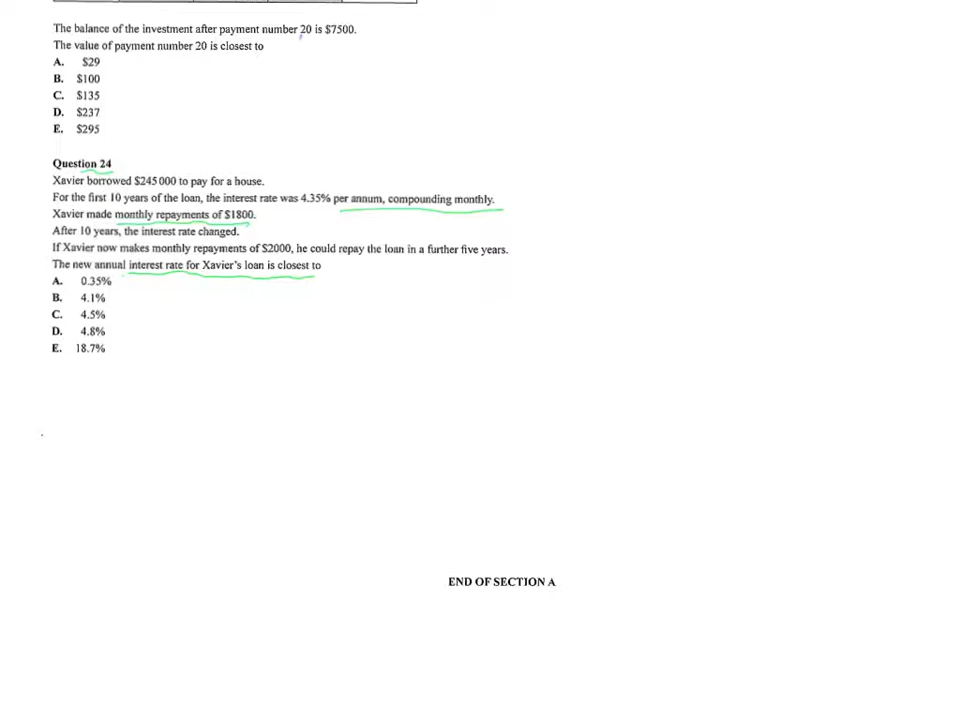 The balance of the investment after payment number 20 is $7500.
The value of payment number 20 is closest to
A. $29
B. $100
C. $135
D. $237
E. $295
Question 24
Xavier borrowed $245 000 to pay for a house.
For the first 10 years of the loan, the interest rate was 4.35% per annum, compounding monthly.
Xavier made monthly repayments of $1800.
After 10 years, the interest rate changed.
If Xavier now makes monthly repayments of $2000, he could repay the loan in a further five years.
The new annual interest rate for Xavier's loan is closest to
A. 0.35%
B. 4.1%
C. 4.5%
D. 4.8%
E. 18.7%
END OF SECTION A